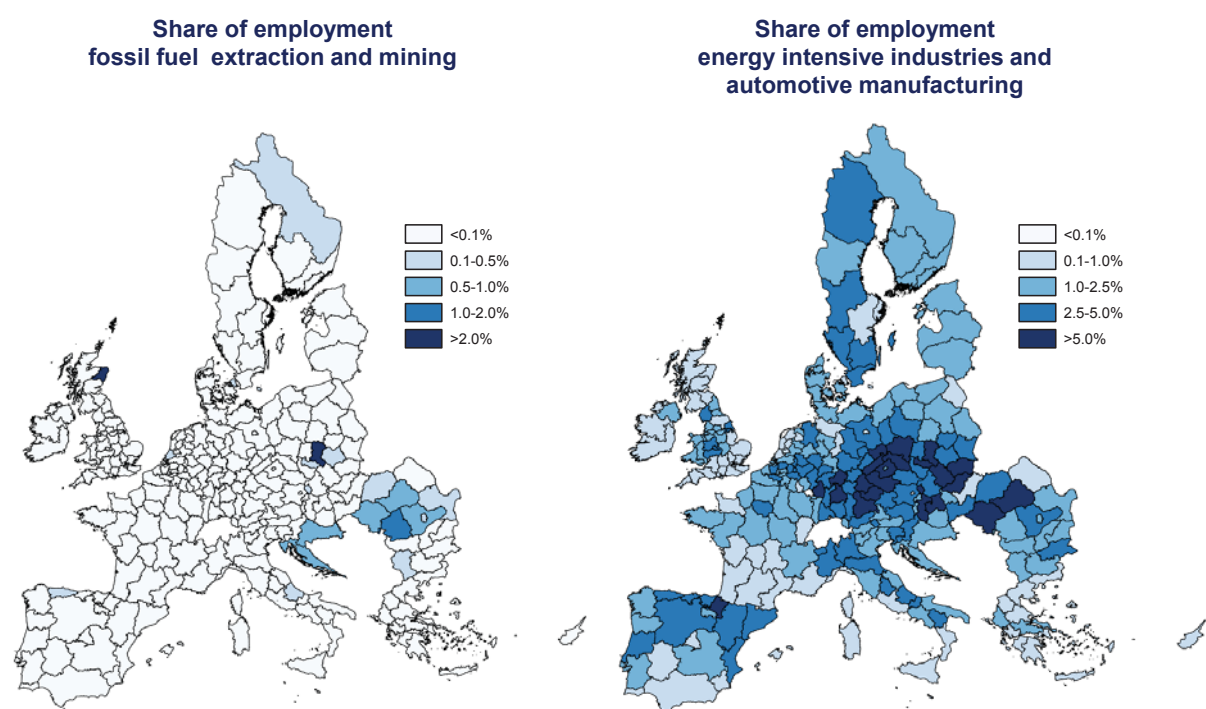 Share of employment
fossil fuel extraction and mining
<0.1%
0.1-0.5%
0.5-1.0%
1.0-2.0%
>2.0%
Share of employment
energy intensive industries and
automotive manufacturing
<0.1%
0.1-1.0%
1.0-2.5%
2.5-5.0%
>5.0%